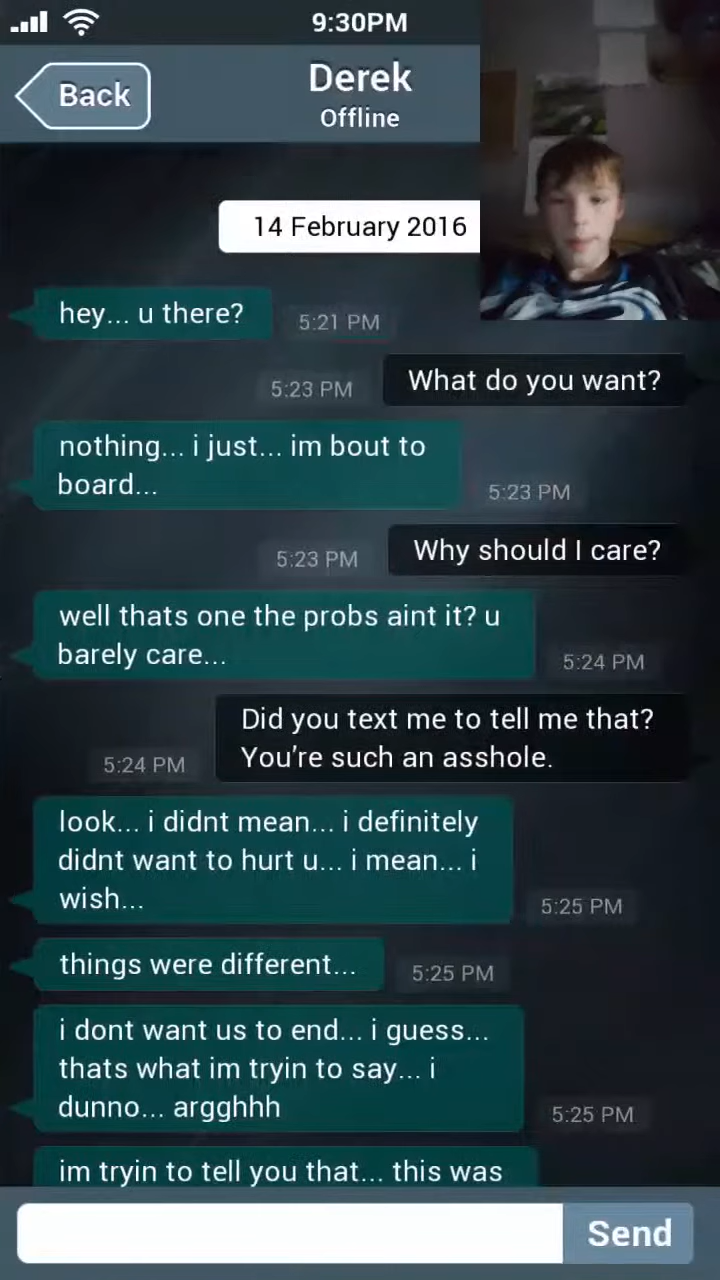 9:30PM
Back
Derek
Offline
14 February 2016
hey... u there?
5:21 PM
What do you want?
5:23 PM
nothing... i just... im bout to
board...
5:23 PM
Why should I care?
5:23 PM
well thats one the probs aint it? u
barely care...
5:24 PM
Did you text me to tell me that?
You're such an asshole.
5:24 PM
look... i didnt mean... i definitely
didnt want to hurt u... i mean... i
wish...
5:25 PM
things were different...
5:25 PM
i dont want us to end... i guess...
thats what im tryin to say... i
dunno... argghhh
5:25 PM
im tryin to tell you that... this was
Send